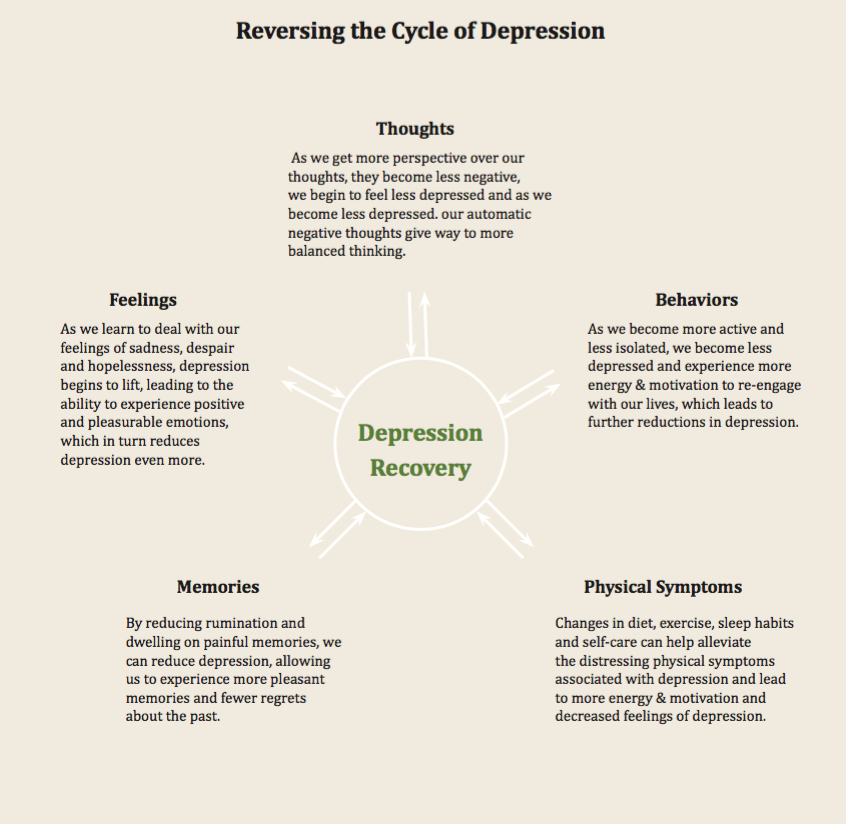 Reversing the Cycle of Depression
Thoughts
As we get more perspective over our
thoughts, they become less negative,
we begin to feel less depressed and as we
become less depressed. our automatic
negative thoughts give way to more
balanced thinking.
Feelings
As we learn to deal with our
feelings of sadness, despair
and hopelessness, depression
begins to lift, leading to the
ability to experience positive
and pleasurable emotions,
which in turn reduces
depression even more.
Behaviors
As we become more active and
less isolated, we become less
depressed and experience more
energy & motivation to re-engage
with our lives, which leads to
further reductions in depression.
Depression
Recovery
Memories
By reducing rumination and
dwelling on painful memories, we
can reduce depression, allowing
us to experience more pleasant
memories and fewer regrets
about the past.
Physical Symptoms
Changes in diet, exercise, sleep habits
and self-care can help alleviate
the distressing physical symptoms
associated with depression and lead
to more energy & motivation and
decreased feelings of depression.